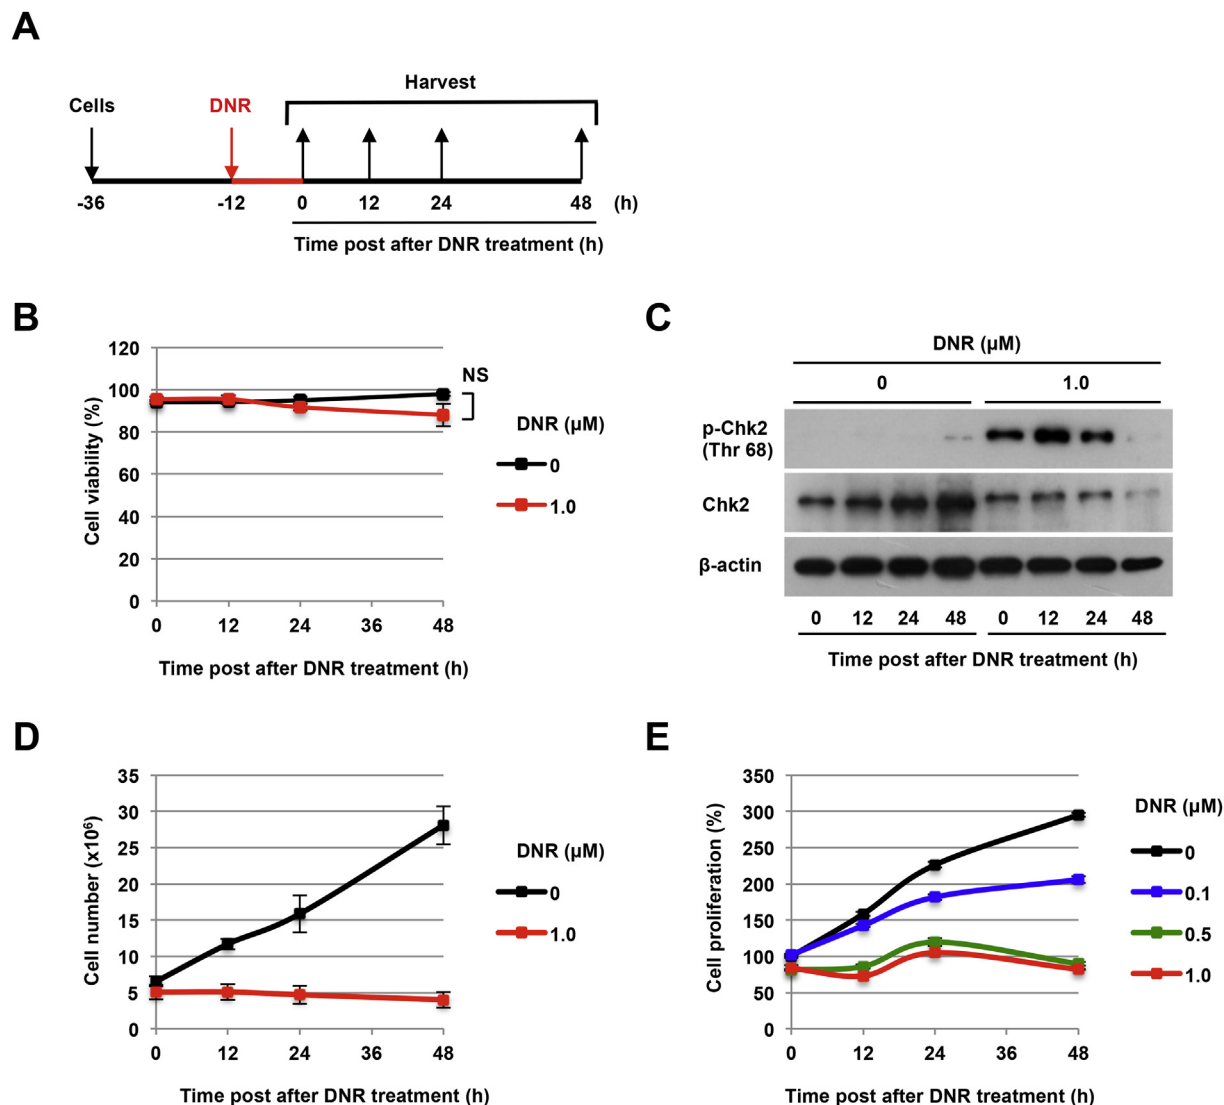 A
Harvest
Cells
DNR
-36
-12
0
12
24
48
(h)
Time post after DNR treatment (h)
B
120
100
80
60
40
20
0
Cell viability (%)
NS
0
12
24
36
48
Time post after DNR treatment (h)
DNR (μM)
0
1.0
C
DNR (μM)
0
1.0
p-Chk2
(Thr 68)
Chk2
β-actin
0
12
24
48
0
12
24
48
Time post after DNR treatment (h)
D
35
30
25
20
15
10
5
0
Cell number (x10⁶)
0
12
24
36
48
Time post after DNR treatment (h)
DNR (μM)
0
1.0
E
350
300
250
200
150
100
50
0
Cell proliferation (%)
0
12
24
36
48
Time post after DNR treatment (h)
DNR (μM)
0
0.1
0.5
1.0